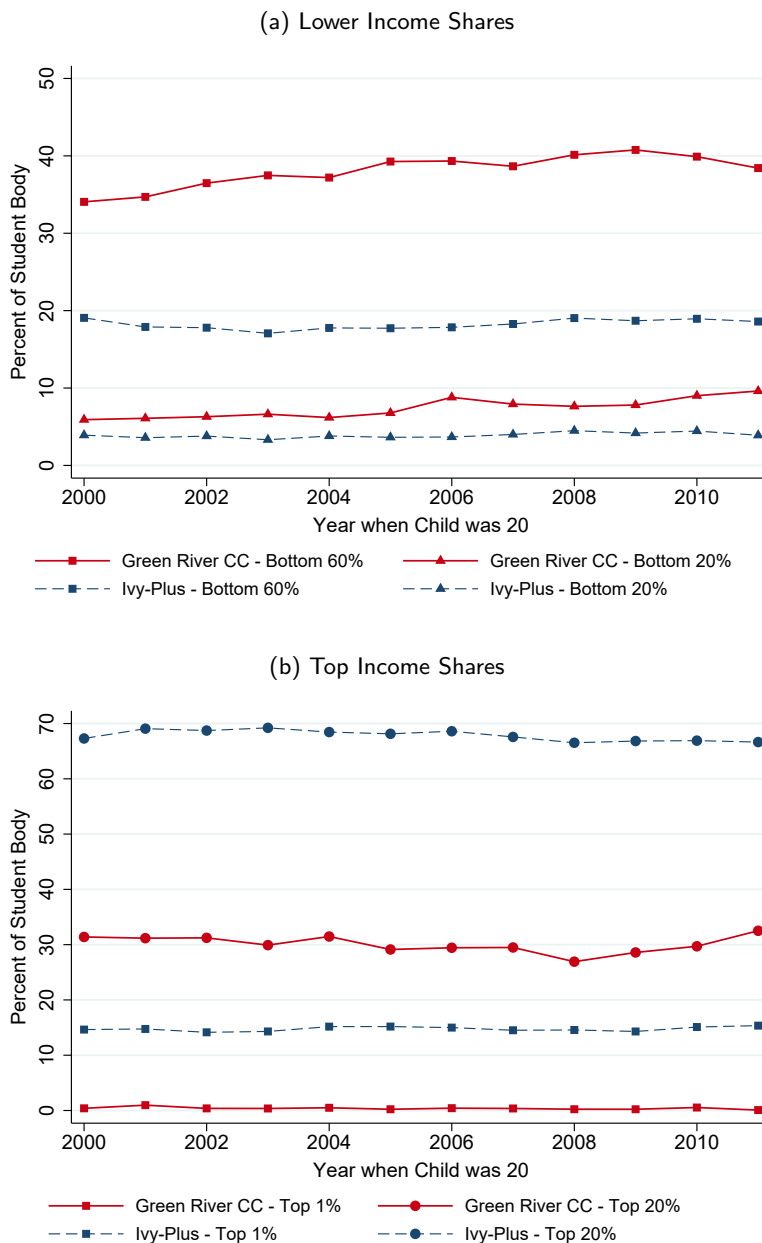 (a) Lower Income Shares
50
40
30
20
10
0
Percent of Student Body
2000 2002 2004 2006 2008 2010
Year when Child was 20
Green River CC - Bottom 60% Green River CC - Bottom 20%
Ivy-Plus - Bottom 60% Ivy-Plus - Bottom 20%
(b) Top Income Shares
70
60
50
40
30
20
10
0
Percent of Student Body
2000 2002 2004 2006 2008 2010
Year when Child was 20
Green River CC - Top 1% Green River CC - Top 20%
Ivy-Plus - Top 1% Ivy-Plus - Top 20%